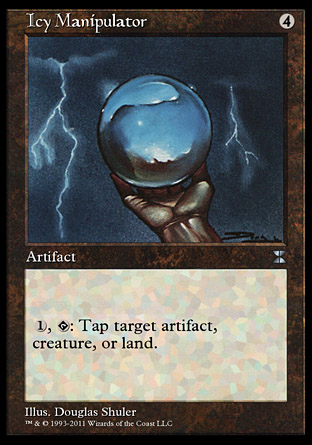 Icy Manipulator 4
Artifact
1, : Tap target artifact,
creature, or land.
Illus. Douglas Shuler
™ & © 1993-2011 Wizards of the Coast LLC